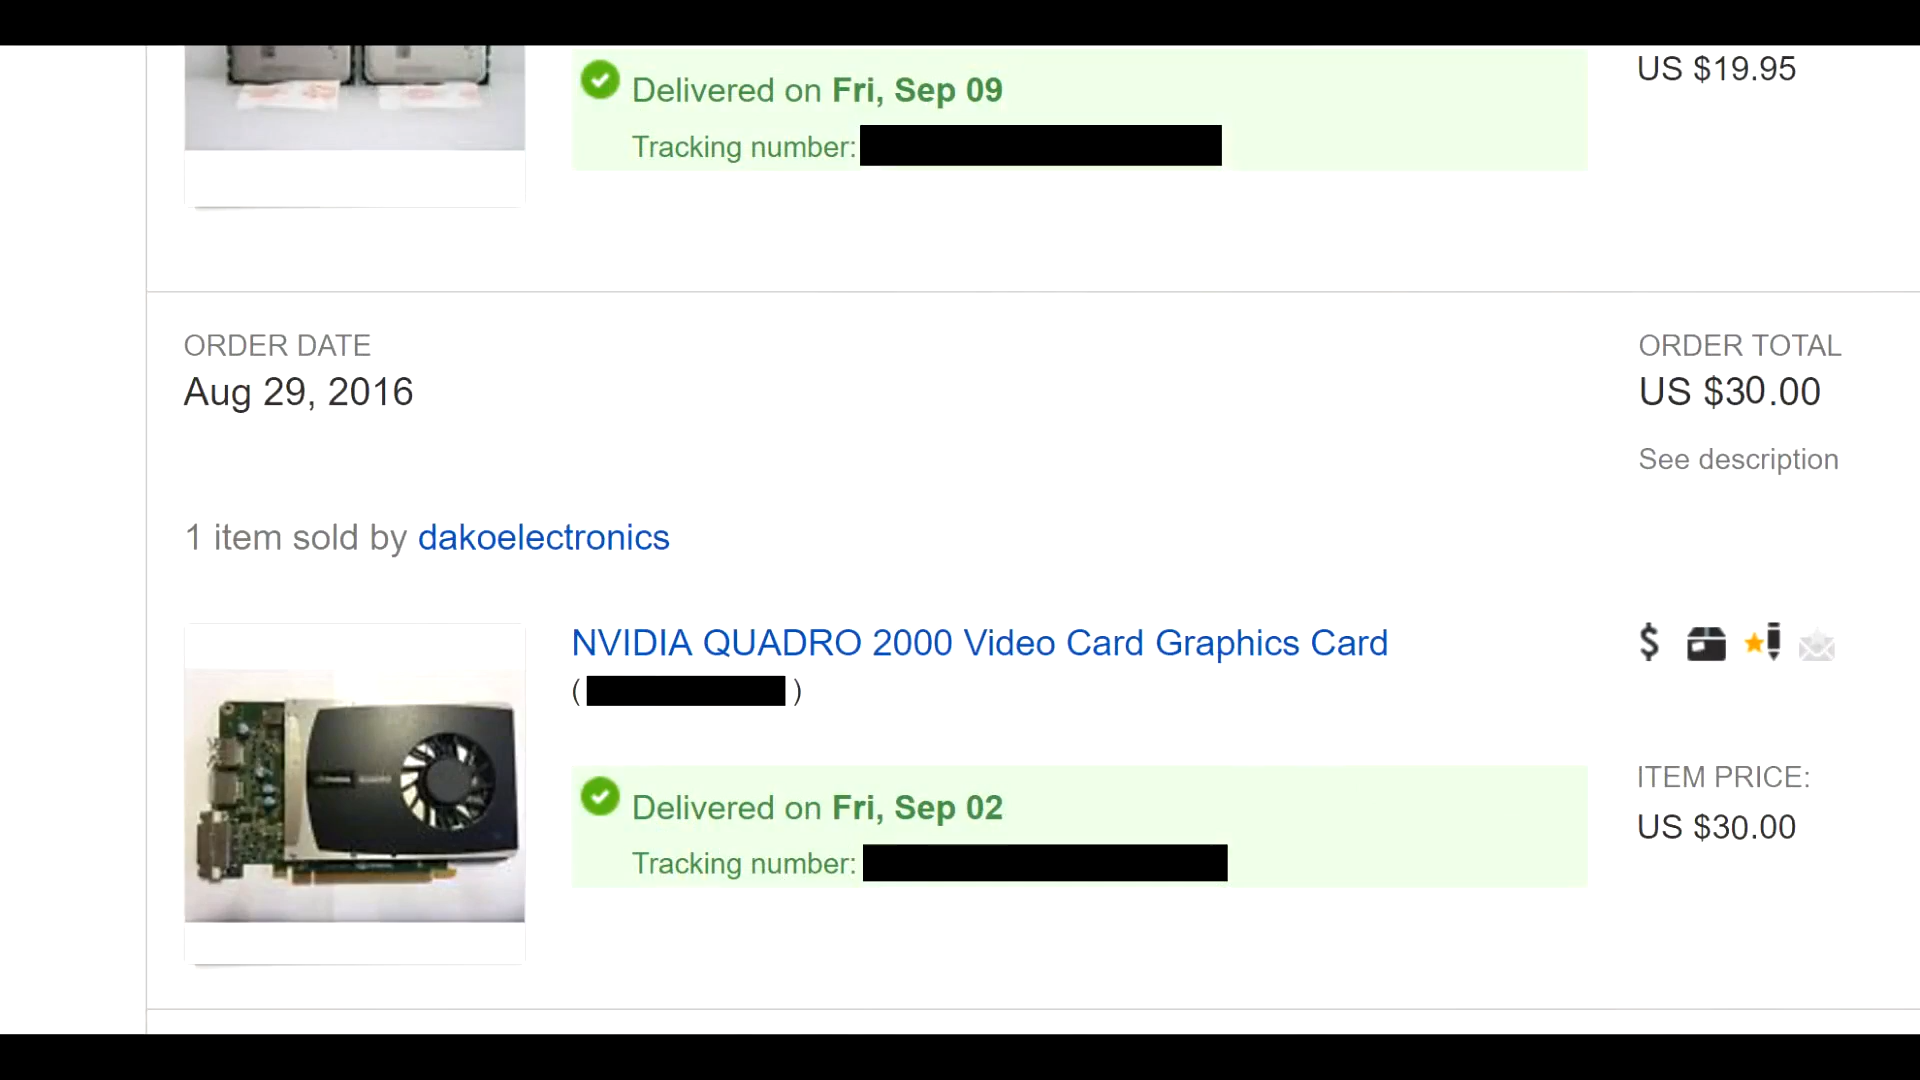 US $19.95
Delivered on Fri, Sep 09
Tracking number:
ORDER DATE
ORDER TOTAL
Aug 29, 2016
US $30.00
See description
1 item sold by dakoelectronics
NVIDIA QUADRO 2000 Video Card Graphics Card
( )
Delivered on Fri, Sep 02
Tracking number:
ITEM PRICE:
US $30.00